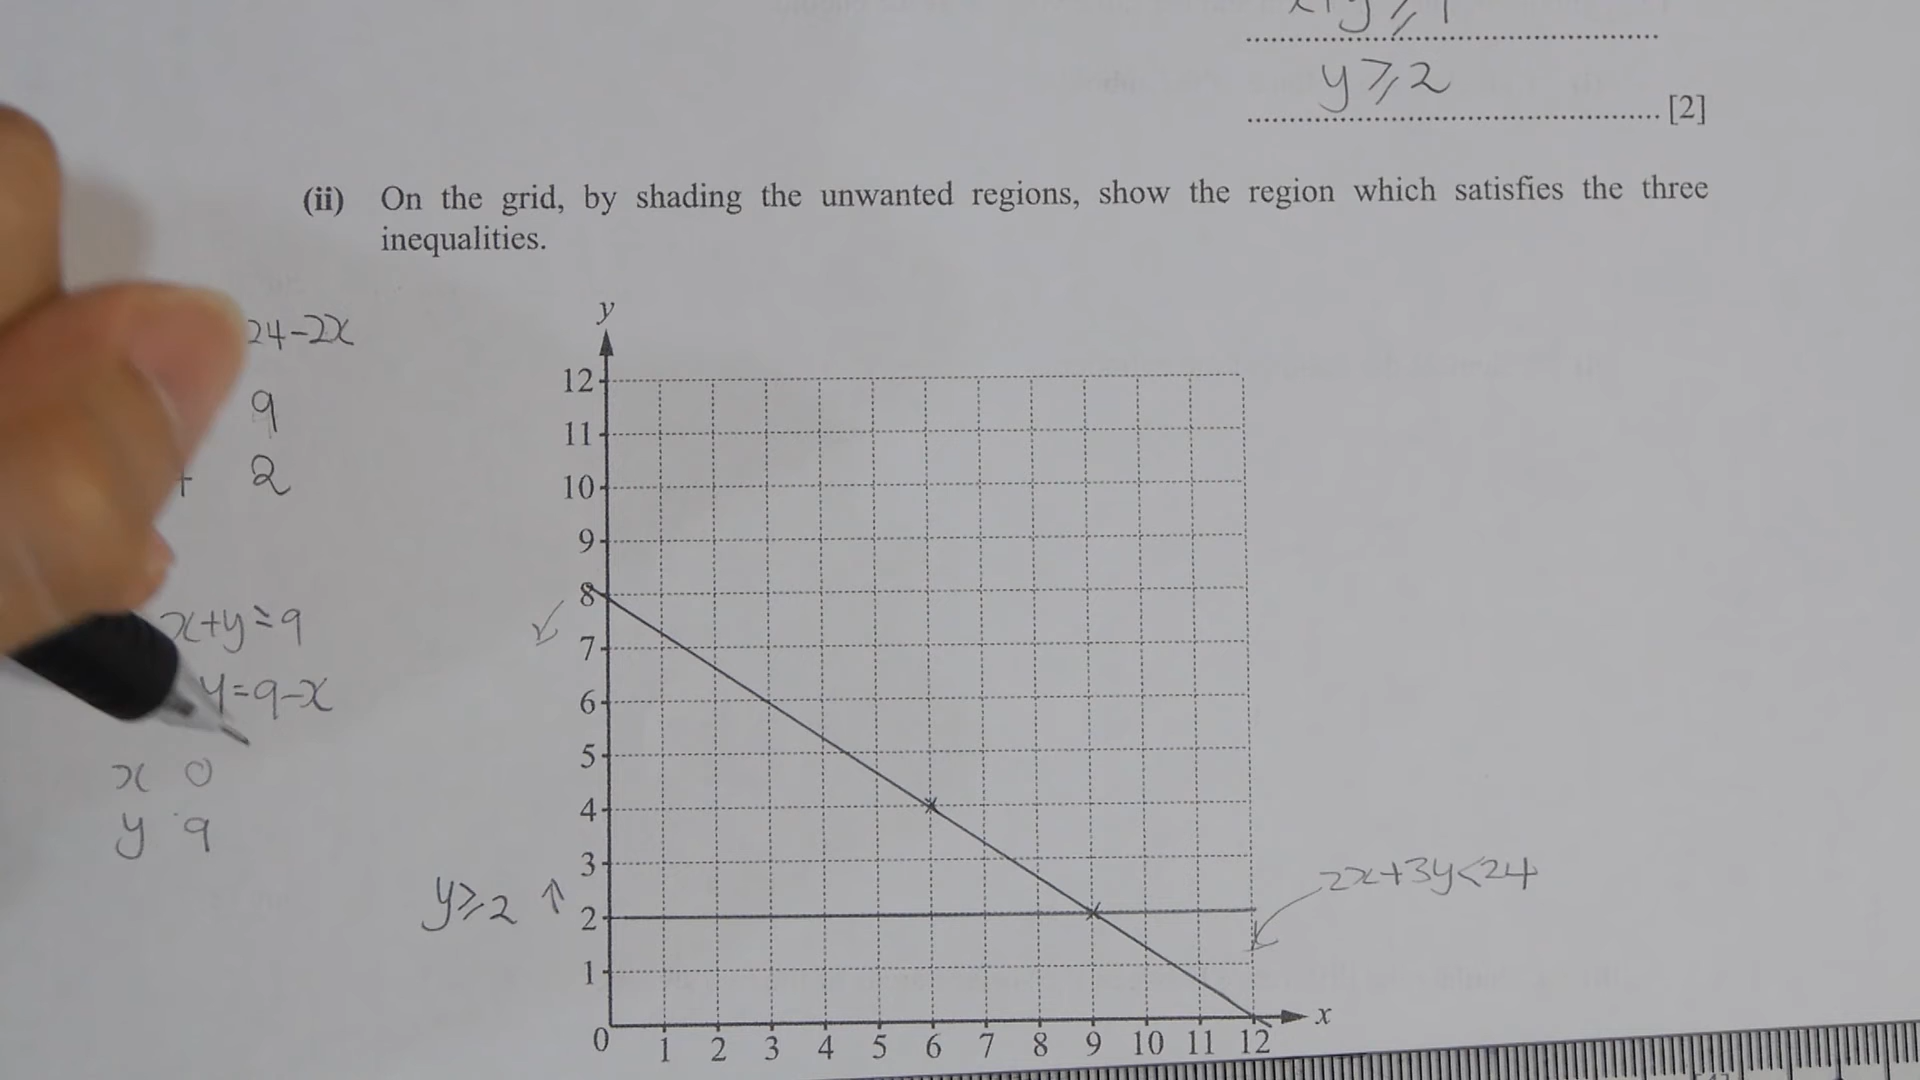 y⩾2
[2]
(ii) On the grid, by shading the unwanted regions, show the region which satisfies the three
inequalities.
24-2x
9
2
x+y=9
y=9-x
x 0
y 9
y
12
11
10
9
8
7
6
5
4
3
2
1
y⩾2 ↑
2x+3y<24
0 1 2 3 4 5 6 7 8 9 10 11 12 x